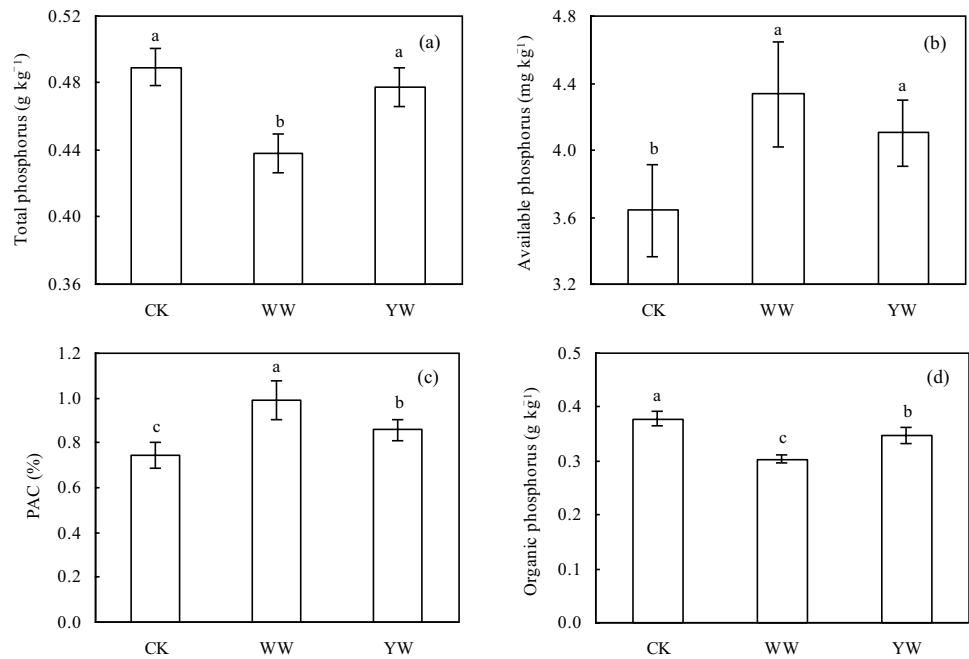 Total phosphorus (g kg⁻¹)
0.52
0.48
0.44
0.40
0.36
a
b
a
(a)
CK WW YW
Available phosphorus (mg kg⁻¹)
4.8
4.4
4.0
3.6
3.2
b
a
a
(b)
CK WW YW
PAC (%)
1.2
1.0
0.8
0.6
0.4
0.2
0.0
c
a
b
(c)
CK WW YW
Organic phosphorus (g kg⁻¹)
0.5
0.4
0.3
0.2
0.1
0.0
a
c
b
(d)
CK WW YW